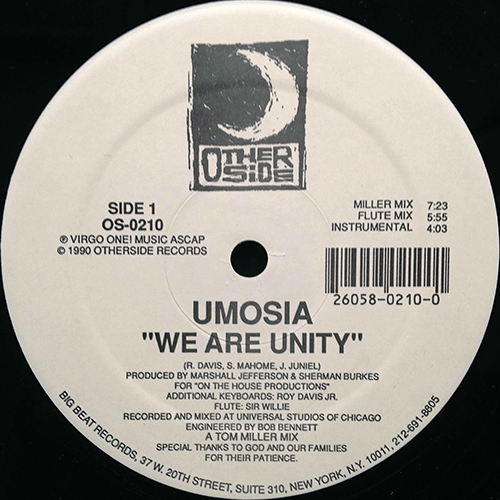 OTHER
SIDE
SIDE 1
OS-0210
℗ VIRGO ONE! MUSIC ASCAP
© 1990 OTHERSIDE RECORDS
MILLER MIX 7:23
FLUTE MIX 5:55
INSTRUMENTAL 4:03
26058-0210-0
UMOSIA
"WE ARE UNITY"
(R. DAVIS, S. MAHOME, J. JUNIEL)
PRODUCED BY MARSHALL JEFFERSON & SHERMAN BURKES
FOR "ON THE HOUSE PRODUCTIONS"
ADDITIONAL KEYBOARDS: ROY DAVIS JR.
FLUTE: SIR WILLIE
RECORDED AND MIXED AT UNIVERSAL STUDIOS OF CHICAGO
ENGINEERED BY BOB BENNETT
A TOM MILLER MIX
SPECIAL THANKS TO GOD AND OUR FAMILIES
FOR THEIR PATIENCE.
BIG BEAT RECORDS, 37 W. 20TH STREET, SUITE 310, NEW YORK, N.Y. 10011, 212-691-8805